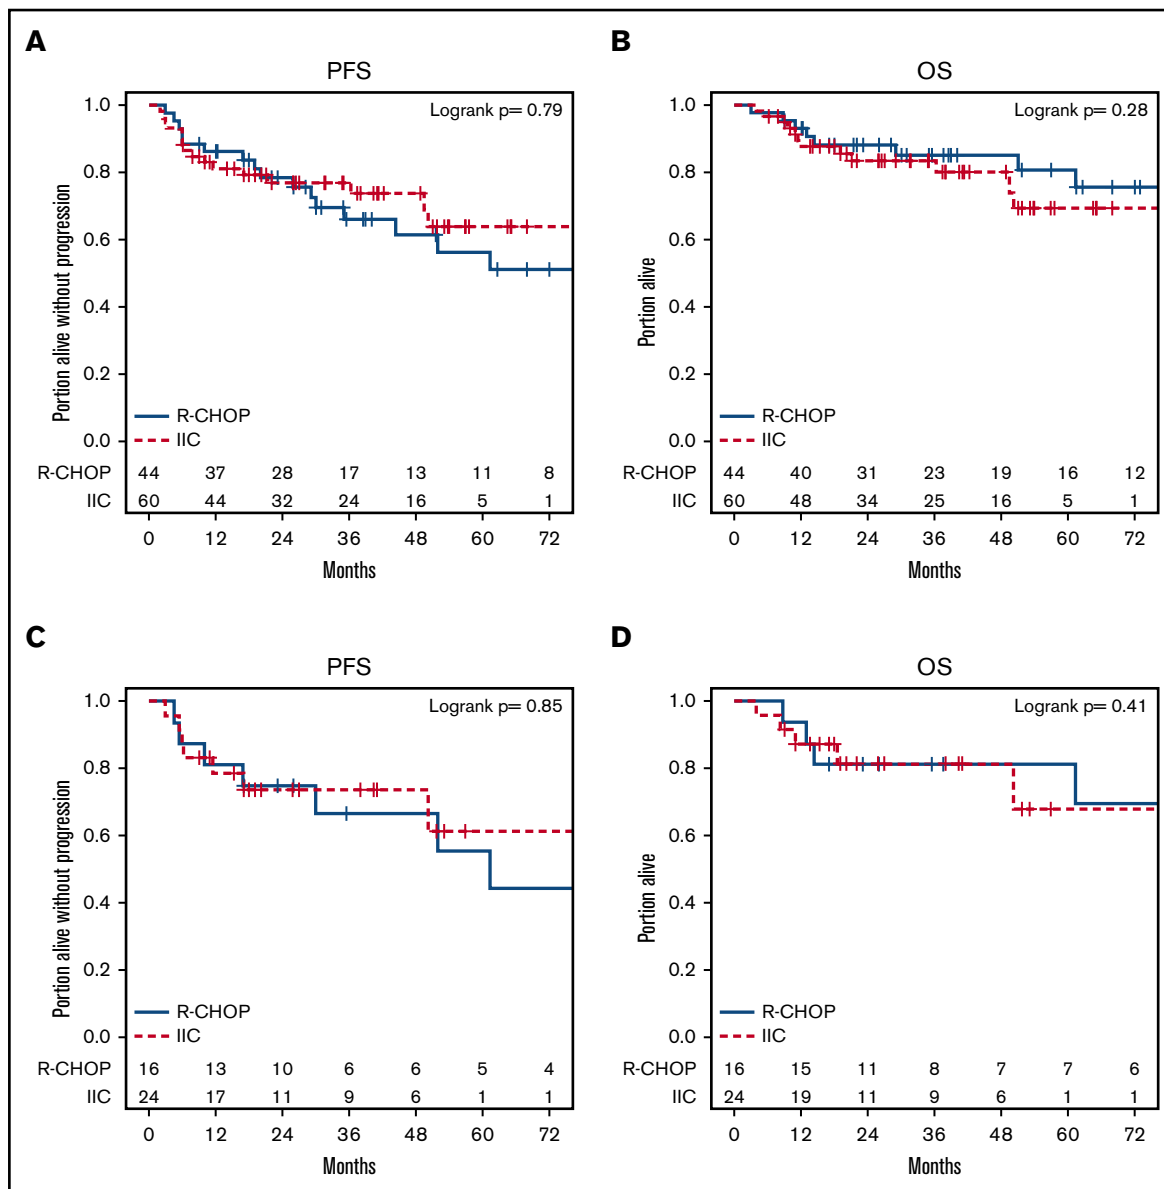 A
PFS
Logrank p= 0.79
Portion alive without progression
1.0
0.8
0.6
0.4
0.2
0.0
R-CHOP
IIC
R-CHOP 44 37 28 17 13 11 8
IIC 60 44 32 24 16 5 1
0 12 24 36 48 60 72
Months
B
OS
Logrank p= 0.28
Portion alive
1.0
0.8
0.6
0.4
0.2
0.0
R-CHOP
IIC
R-CHOP 44 40 31 23 19 16 12
IIC 60 48 34 25 16 5 1
0 12 24 36 48 60 72
Months
C
PFS
Logrank p= 0.85
Portion alive without progression
1.0
0.8
0.6
0.4
0.2
0.0
R-CHOP
IIC
R-CHOP 16 13 10 6 6 5 4
IIC 24 17 11 9 6 1 1
0 12 24 36 48 60 72
Months
D
OS
Logrank p= 0.41
Portion alive
1.0
0.8
0.6
0.4
0.2
0.0
R-CHOP
IIC
R-CHOP 16 15 11 8 7 7 6
IIC 24 19 11 9 6 1 1
0 12 24 36 48 60 72
Months